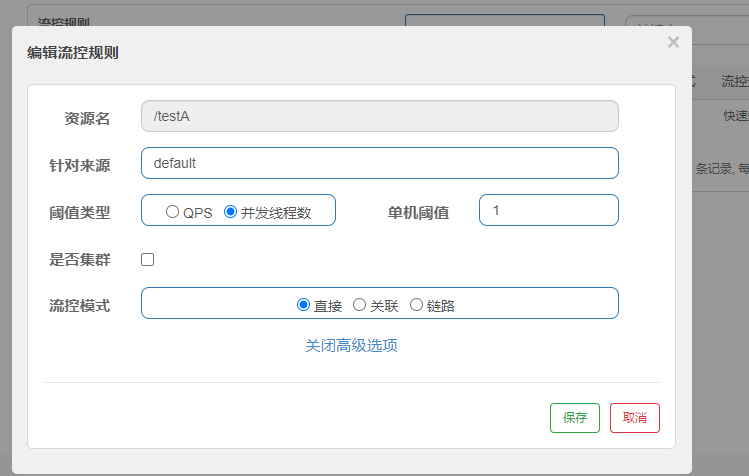 流控规则
编辑流控规则
×
资源名 /testA
针对来源 default
阈值类型 QPS 并发线程数 单机阈值 1
是否集群
流控模式 直接 关联 链路
关闭高级选项
保存 取消
流控
快速
条记录, 每